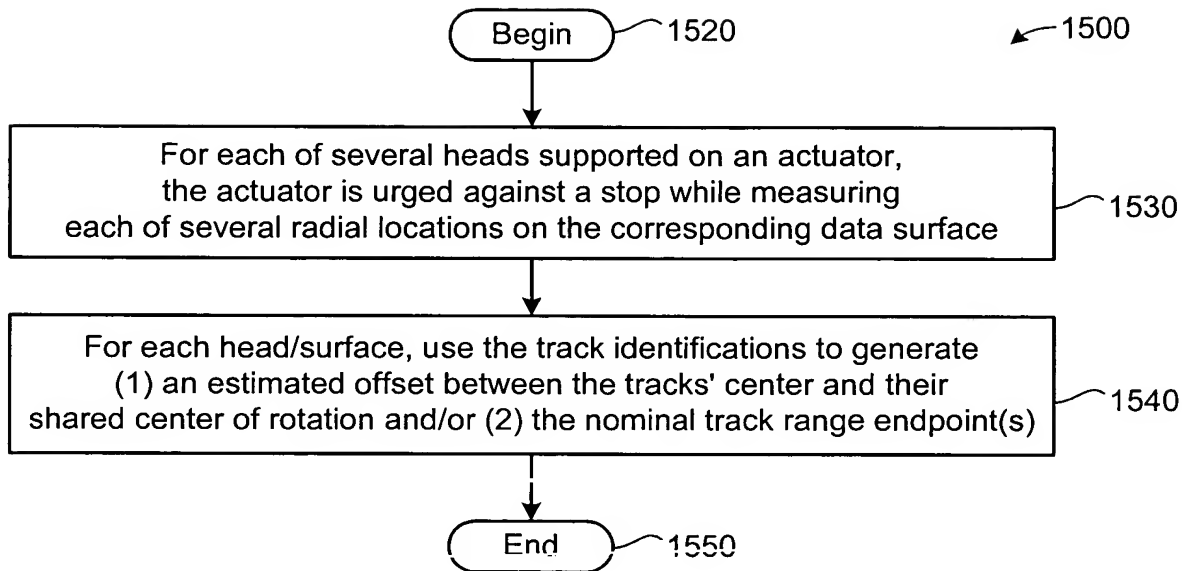 Begin
1520
1500
For each of several heads supported on an actuator,
the actuator is urged against a stop while measuring
each of several radial locations on the corresponding data surface
1530
For each head/surface, use the track identifications to generate
(1) an estimated offset between the tracks' center and their
shared center of rotation and/or (2) the nominal track range endpoint(s)
1540
End
1550